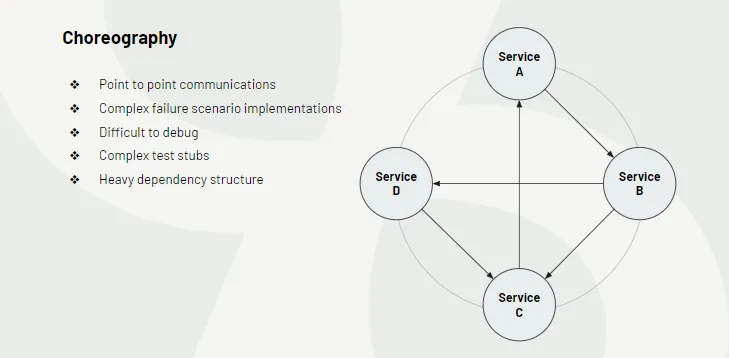 Choreography
❖ Point to point communications
❖ Complex failure scenario implementations
❖ Difficult to debug
❖ Complex test stubs
❖ Heavy dependency structure
Service
A
Service
B
Service
D
Service
C